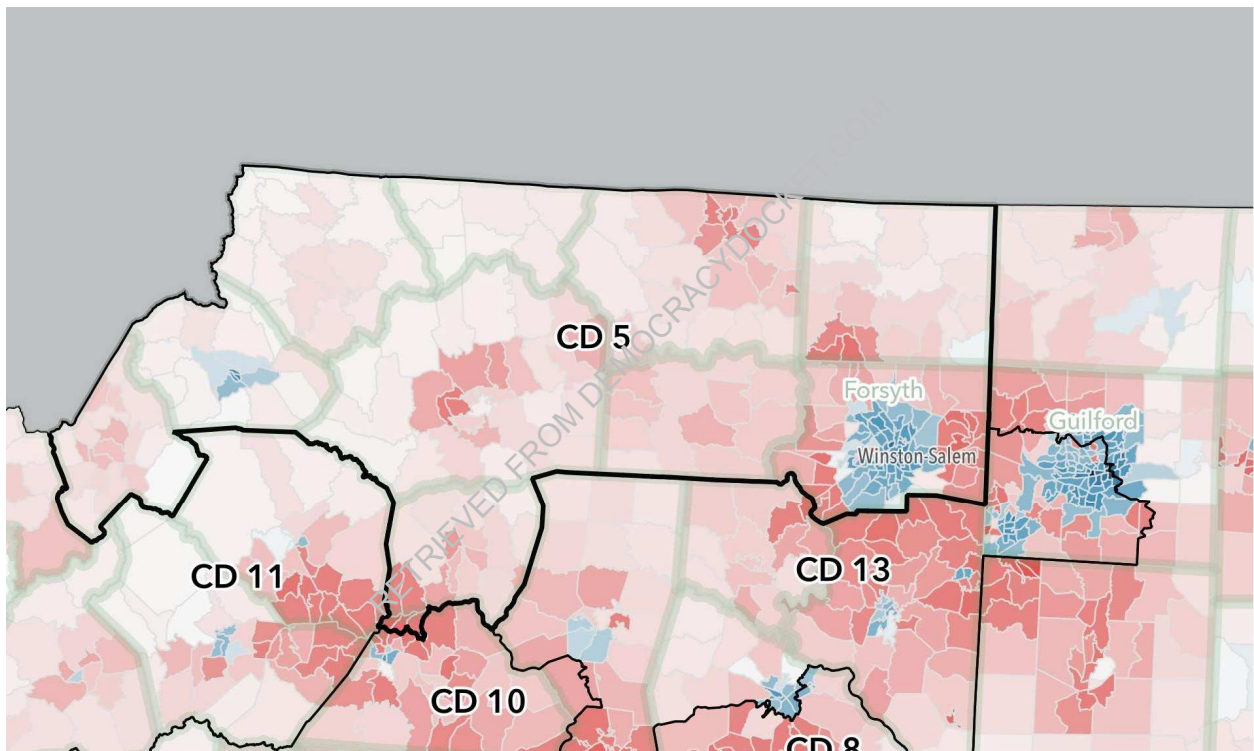 CD 5
Forsyth
Guilford
Winston-Salem
CD 11
CD 13
CD 10
CD 8
RETRIEVED FROM DEMOCRACYDOCKET.COM